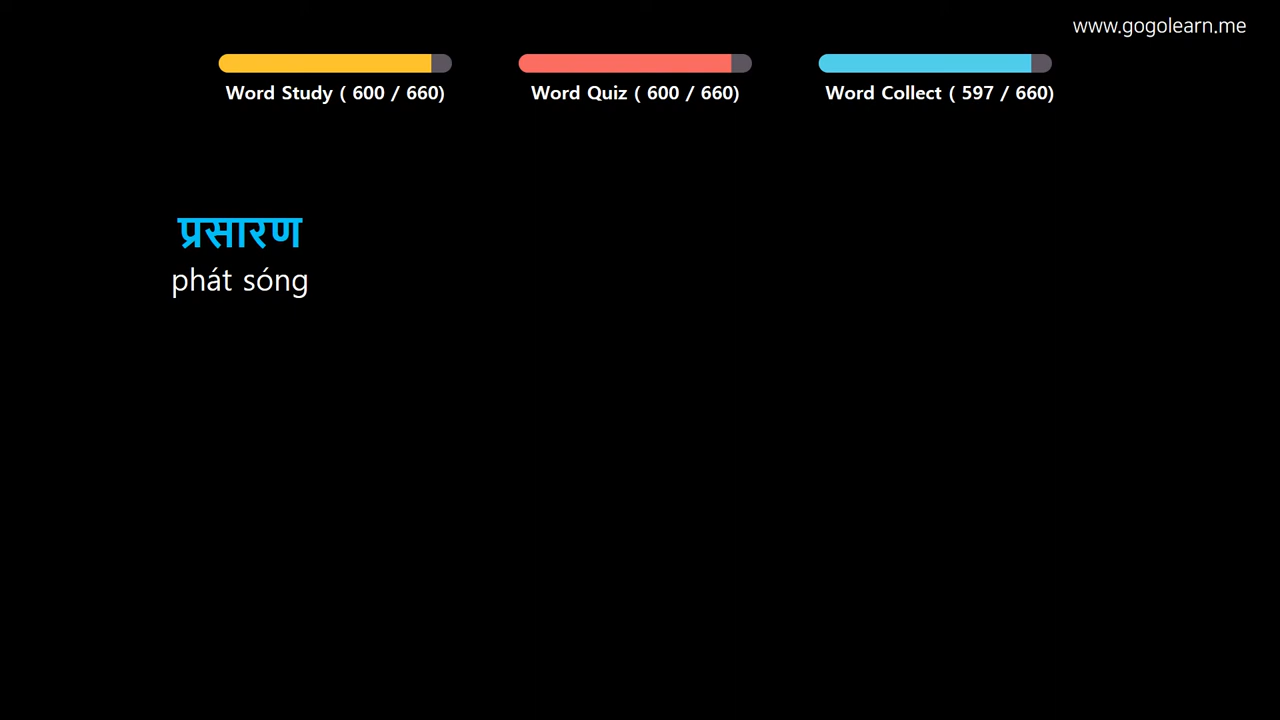 www.gogolearn.me
Word Study ( 600 / 660)
Word Quiz ( 600 / 660)
Word Collect ( 597 / 660)
प्रसारण
phát sóng